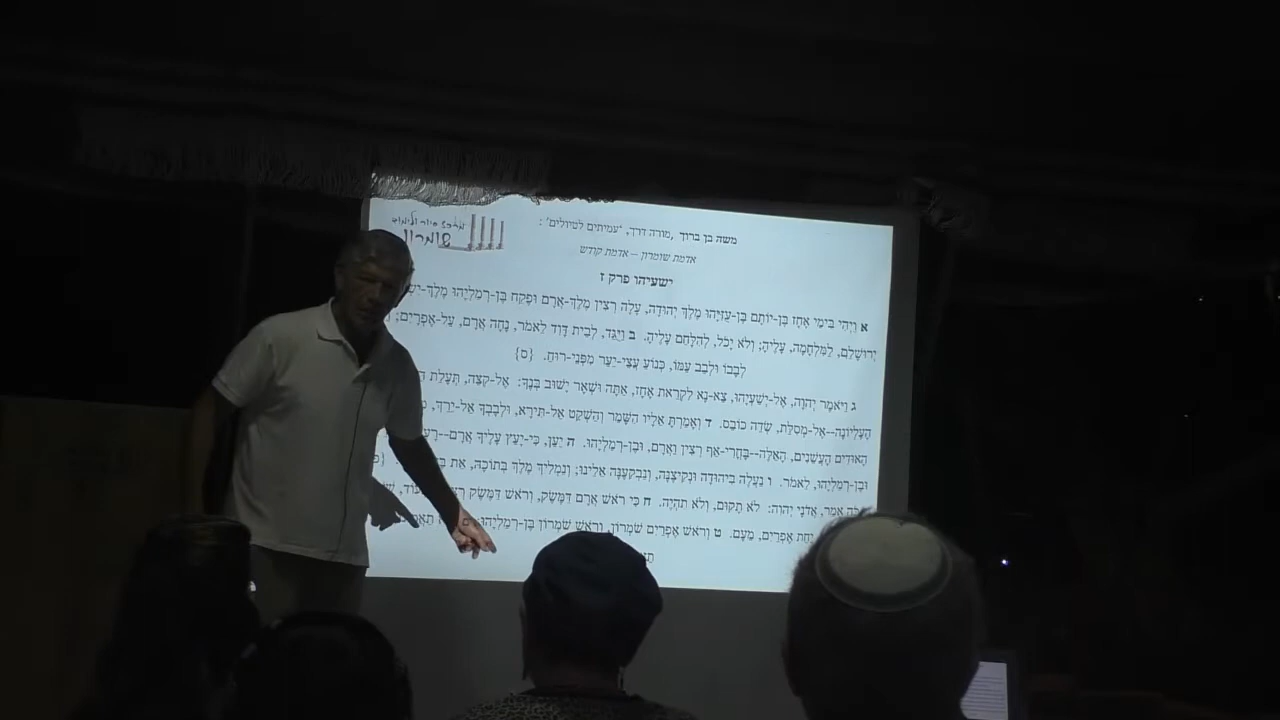 שומרון
משה בן ברוך ,מורה דרך, 'עמיתים לטיולים' :
אדמת שומרון – אדמת קודש
ישעיהו פרק ז
א וַיְהִי בִּימֵי אָחָז בֶּן-יוֹתָם בֶּן-עֻזִּיָּהוּ מֶלֶךְ יְהוּדָה, עָלָה רְצִין מֶלֶךְ-אֲרָם וּפֶקַח בֶּן-רְמַלְיָהוּ מֶלֶךְ
יְרוּשָׁלִַם, לַמִּלְחָמָה, עָלֶיהָ; וְלֹא יָכֹל, לְהִלָּחֵם עָלֶיהָ. ב וַיֻּגַּד, לְבֵית דָּוִד לֵאמֹר, נָחָה אֲרָם, עַל-אֶפְרָיִם;
לְבָבוֹ וּלְבַב עַמּוֹ, כְּנוֹעַ עֲצֵי-יַעַר מִפְּנֵי-רוּחַ. {ס}
ג וַיֹּאמֶר יְהוָה, אֶל-יְשַׁעְיָהוּ, צֵא-נָא לִקְרַאת אָחָז, אַתָּה וּשְׁאָר יָשׁוּב בְּנֶךָ: אֶל-קְצֵה, תְּעָלַת
הָעֶלְיוֹנָה--אֶל-מְסִלַּת, שְׂדֵה כוֹבֵס. ד וְאָמַרְתָּ אֵלָיו הִשָּׁמֵר וְהַשְׁקֵט אַל-תִּירָא, וּלְבָבְךָ אַל-יֵרַךְ,
הָאוּדִים הָעֲשֵׁנִים, הָאֵלֶּה--בָּחֳרִי-אַף רְצִין וַאֲרָם, וּבֶן-רְמַלְיָהוּ. ה יַעַן, כִּי-יָעַץ עָלֶיךָ אֲרָם--
וּבֶן-רְמַלְיָהוּ, לֵאמֹר. ו נַעֲלֶה בִיהוּדָה וּנְקִיצֶנָּה, וְנַבְקִעֶנָּה אֵלֵינוּ; וְנַמְלִיךְ מֶלֶךְ בְּתוֹכָהּ, אֵת
אָמַר, אֲדֹנָי יְהוִה: לֹא תָקוּם, וְלֹא תִהְיֶה. ח כִּי רֹאשׁ אֲרָם דַּמֶּשֶׂק, וְרֹאשׁ דַּמֶּשֶׂק
אֶפְרַיִם, מֵעָם. ט וְרֹאשׁ אֶפְרַיִם שֹׁמְרוֹן, וְרֹאשׁ שֹׁמְרוֹן בֶּן-רְמַלְיָהוּ